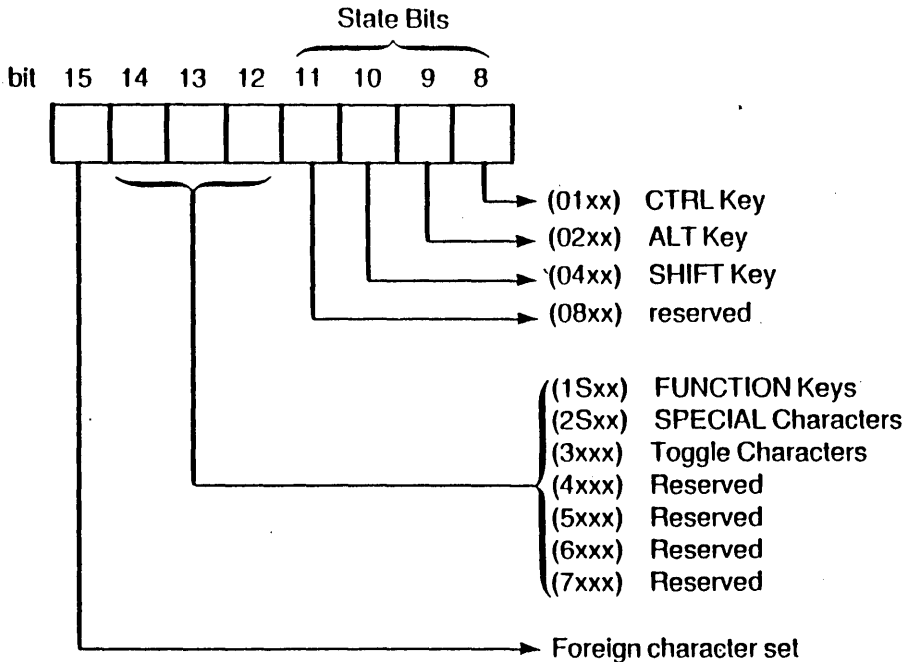 State Bits
bit 15 14 13 12 11 10 9 8
(01xx) CTRL Key
(02xx) ALT Key
(04xx) SHIFT Key
(08xx) reserved
(1Sxx) FUNCTION Keys
(2Sxx) SPECIAL Characters
(3xxx) Toggle Characters
(4xxx) Reserved
(5xxx) Reserved
(6xxx) Reserved
(7xxx) Reserved
Foreign character set